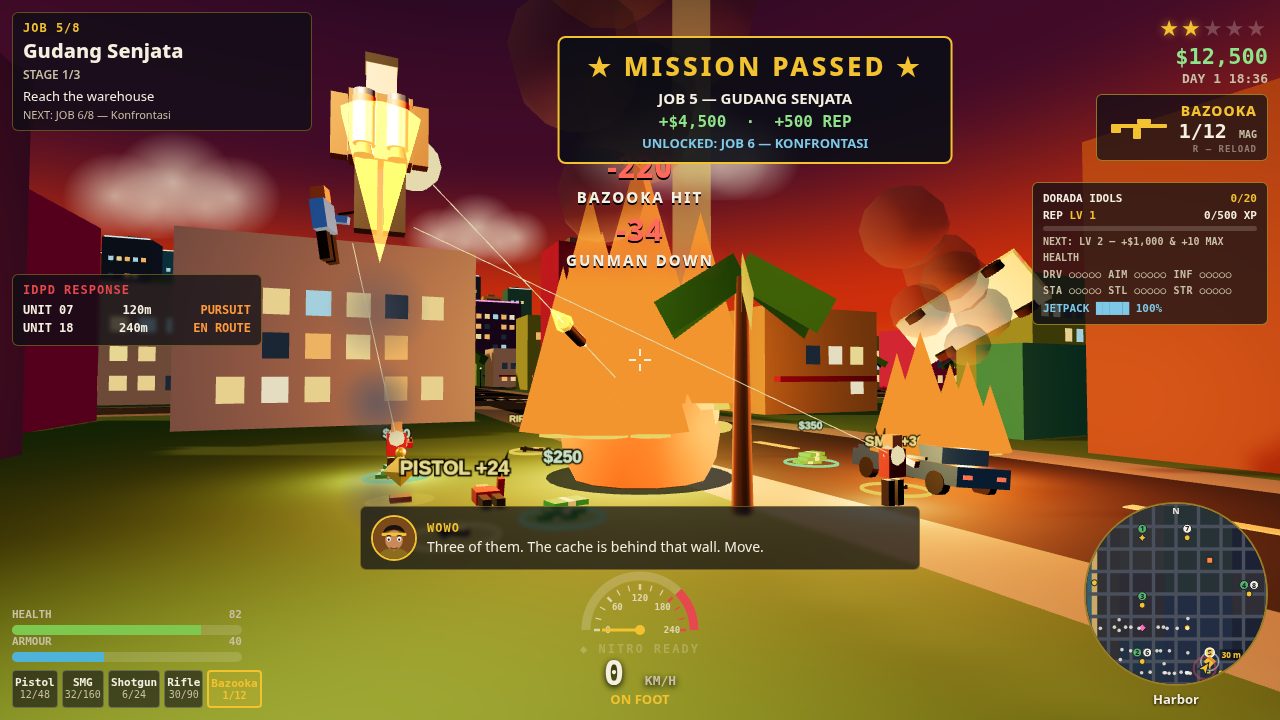 JOB 5/8
Gudang Senjata
STAGE 1/3
Reach the warehouse
NEXT: JOB 6/8 — Konfrontasi
★ MISSION PASSED ★
JOB 5 — GUDANG SENJATA
+$4,500 · +500 REP
UNLOCKED: JOB 6 — KONFRONTASI
$12,500
DAY 1 18:36
BAZOOKA
1/12 MAG
R — RELOAD
DORADA IDOLS 0/20
REP LV 1 0/500 XP
NEXT: LV 2 — +$1,000 & +10 MAX
HEALTH
DRV ○○○○○ AIM ○○○○○ INF ○○○○○
STA ○○○○○ STL ○○○○○ STR ○○○○○
JETPACK █████ 100%
-220
BAZOOKA HIT
-34
GUNMAN DOWN
IDPD RESPONSE
UNIT 07 120m PURSUIT
UNIT 18 240m EN ROUTE
$350
PISTOL +24
$250
WOWO
Three of them. The cache is behind that wall. Move.
HEALTH 82
ARMOUR 40
Pistol 12/48
SMG 32/160
Shotgun 6/24
Rifle 30/90
Bazooka 1/12
0 60 120 180 240
◆ NITRO READY
0 KM/H
ON FOOT
N
30 m
Harbor